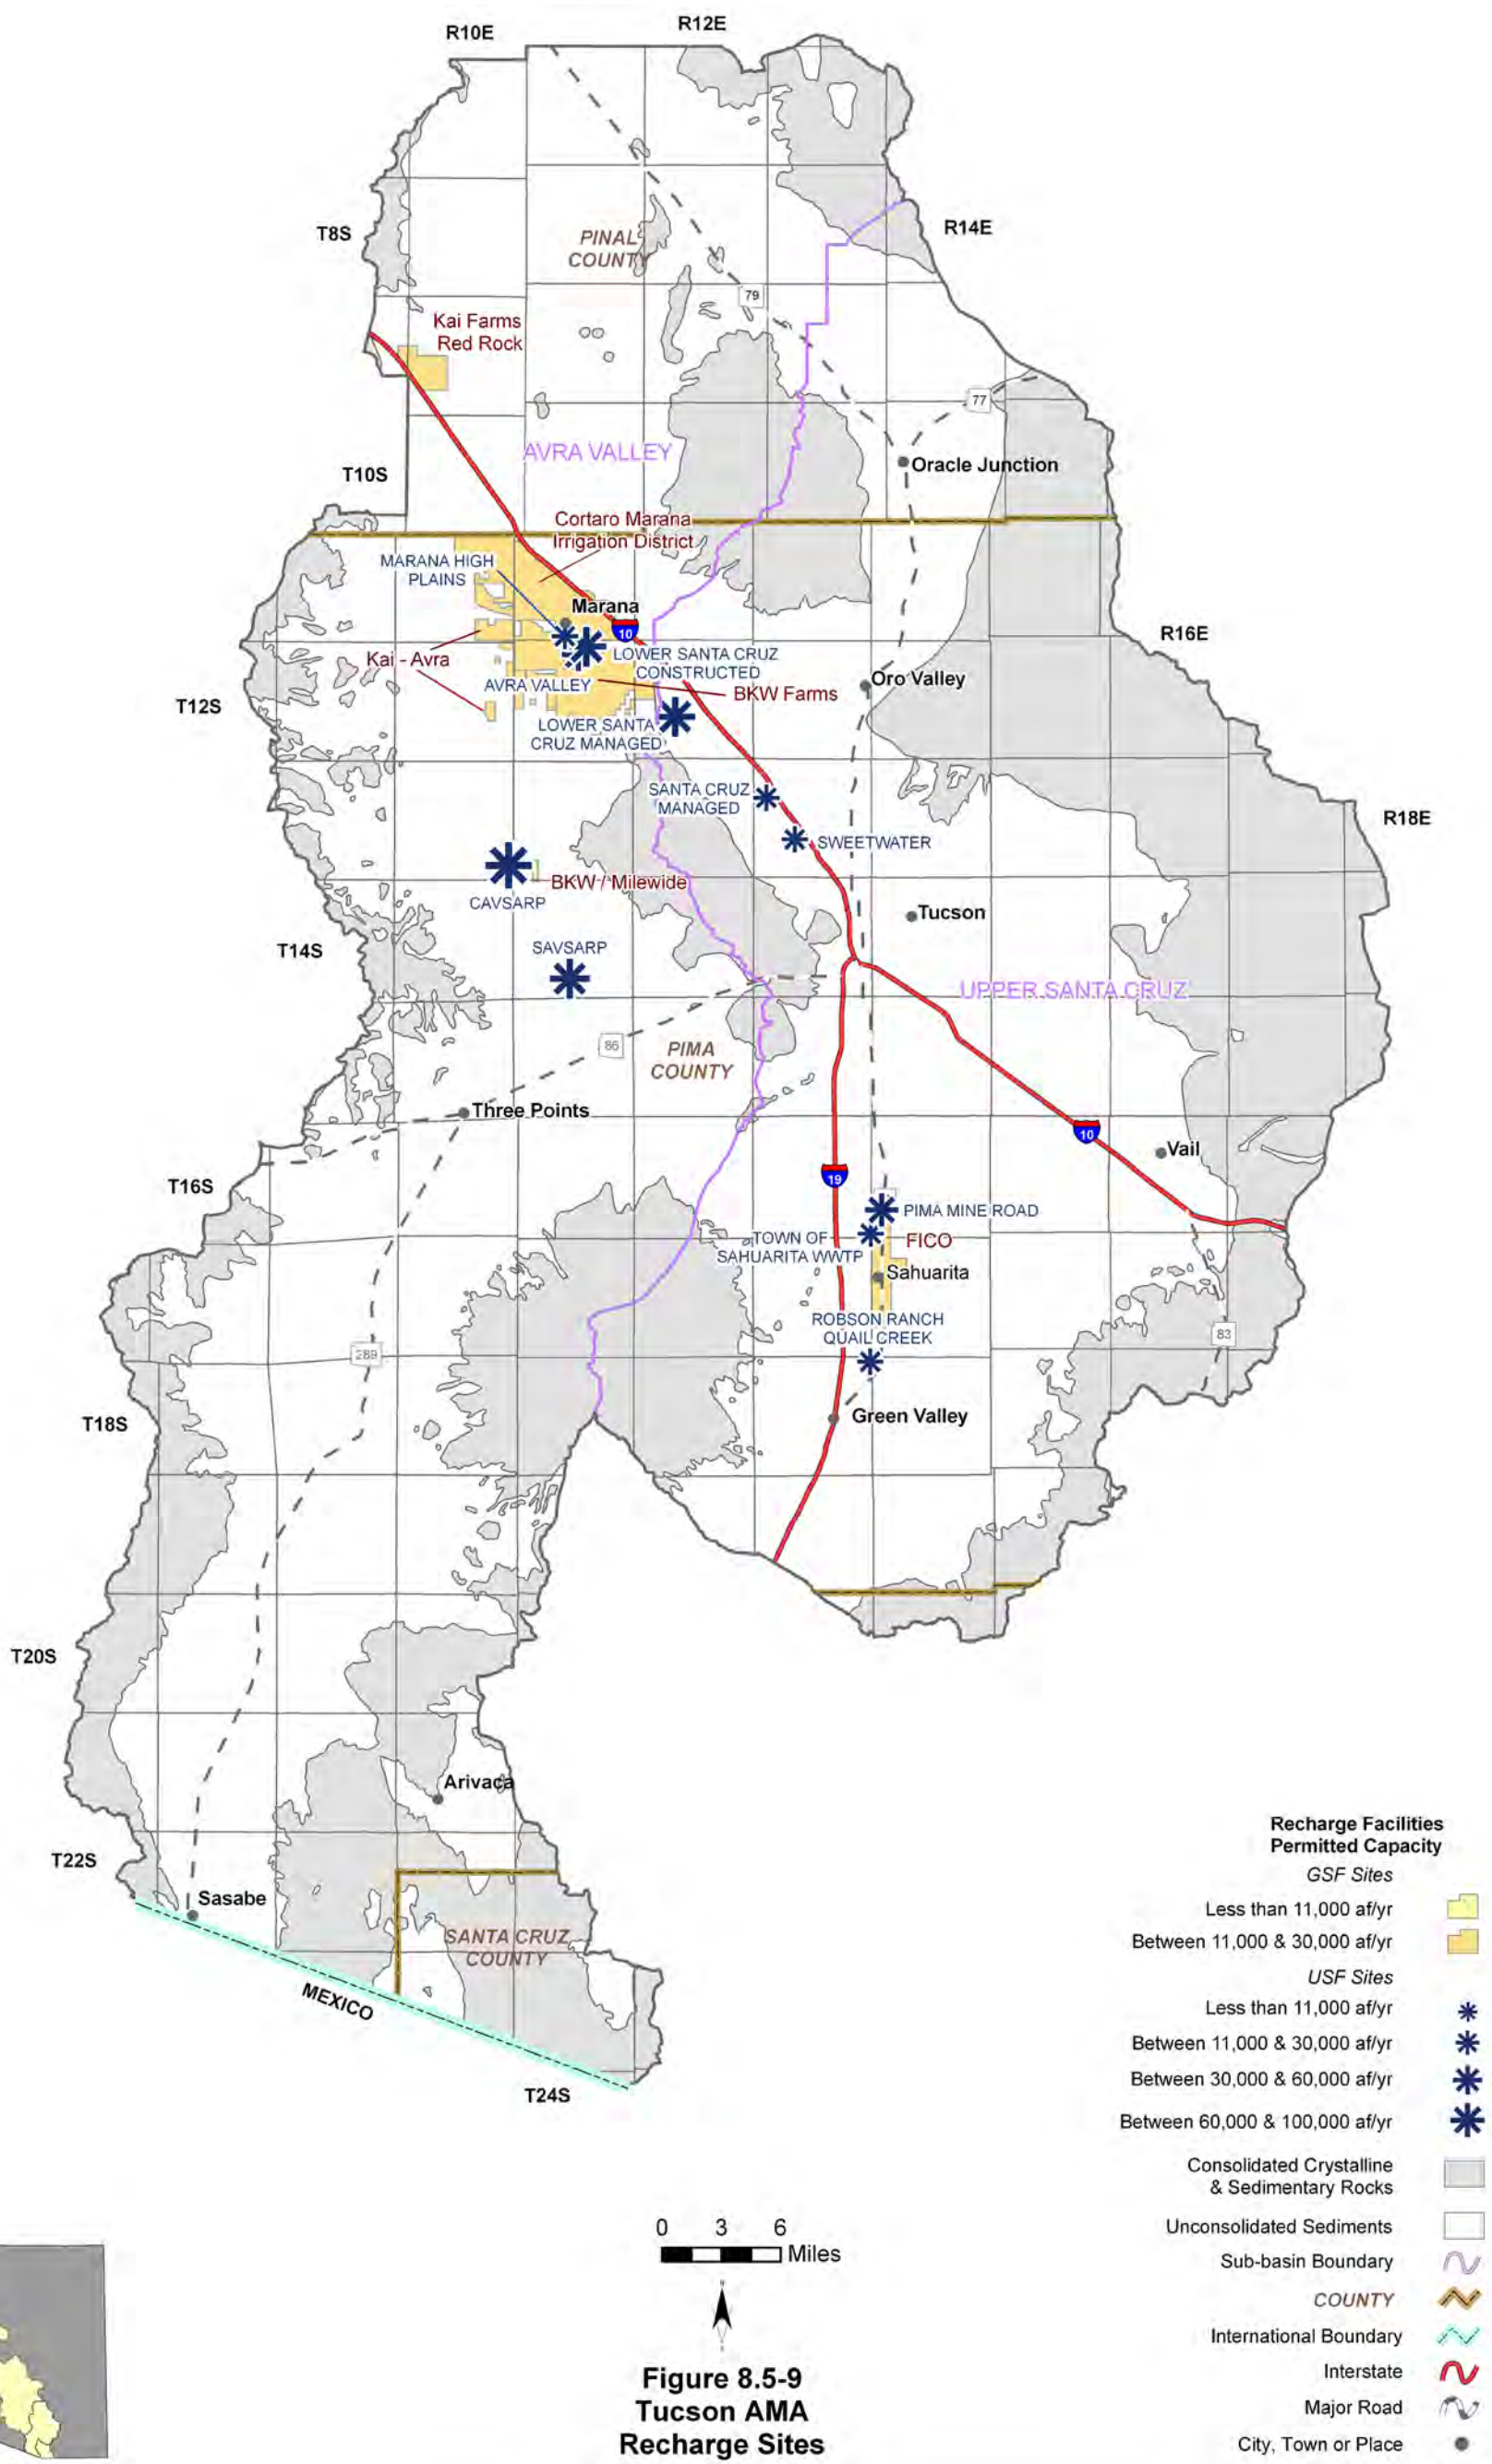 R10E
R12E
T8S
PINAL
COUNTY
R14E
79
Kai Farms
Red Rock
77
AVRA VALLEY
Oracle Junction
T10S
Cortaro Marana
Irrigation District
MARANA HIGH
PLAINS
Marana
10
R16E
Kai - Avra
LOWER SANTA CRUZ
CONSTRUCTED
Oro Valley
AVRA VALLEY
BKW Farms
T12S
LOWER SANTA
CRUZ MANAGED
SANTA CRUZ
MANAGED
R18E
SWEETWATER
BKW / Milewide
CAVSARP
Tucson
T14S
SAVSARP
UPPER SANTA CRUZ
86
PIMA
COUNTY
Three Points
10
Vail
19
T16S
PIMA MINE ROAD
TOWN OF
SAHUARITA WWTP
FICO
Sahuarita
ROBSON RANCH
QUAIL CREEK
83
289
T18S
Green Valley
T20S
Arivaca
T22S
Sasabe
SANTA CRUZ
COUNTY
MEXICO
T24S
Recharge Facilities
Permitted Capacity
GSF Sites
Less than 11,000 af/yr
Between 11,000 & 30,000 af/yr
USF Sites
Less than 11,000 af/yr
Between 11,000 & 30,000 af/yr
Between 30,000 & 60,000 af/yr
Between 60,000 & 100,000 af/yr
Consolidated Crystalline
& Sedimentary Rocks
Unconsolidated Sediments
Sub-basin Boundary
COUNTY
International Boundary
Interstate
Major Road
City, Town or Place
0 3 6
Miles
Figure 8.5-9
Tucson AMA
Recharge Sites